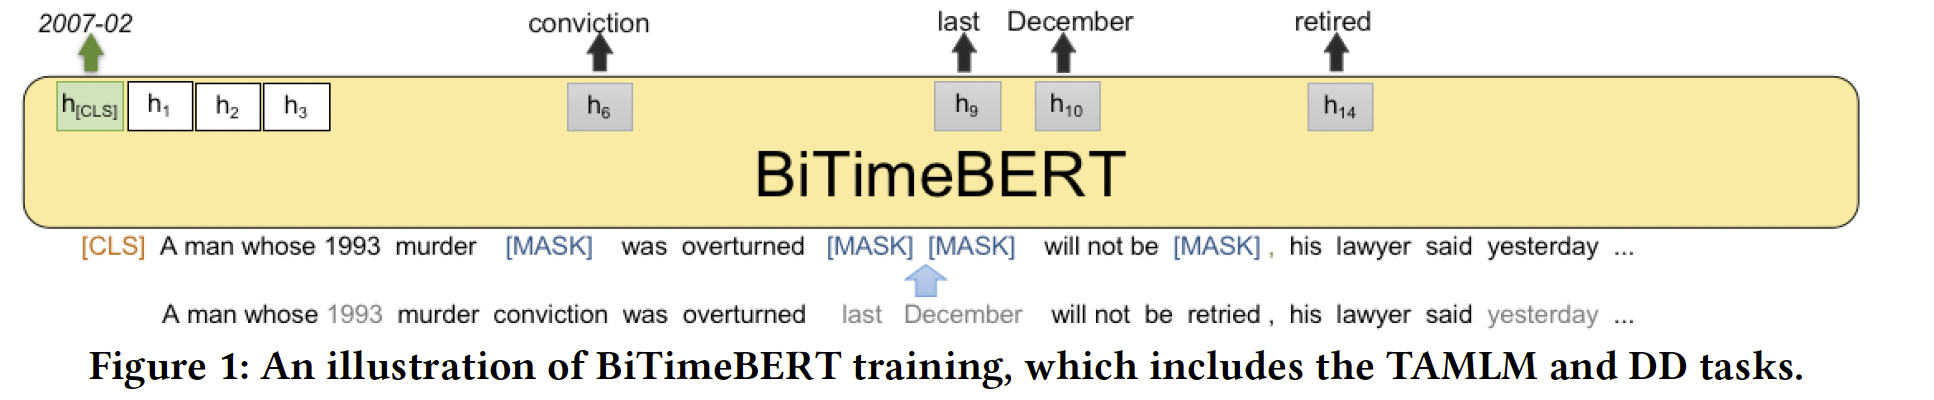 2007-02 conviction last December retired
h[CLS] h1 h2 h3 h6 h9 h10 h14
BiTimeBERT
[CLS] A man whose 1993 murder [MASK] was overturned [MASK] [MASK] will not be [MASK] , his lawyer said yesterday ...
A man whose 1993 murder conviction was overturned last December will not be retried , his lawyer said yesterday ...
Figure 1: An illustration of BiTimeBERT training, which includes the TAMLM and DD tasks.